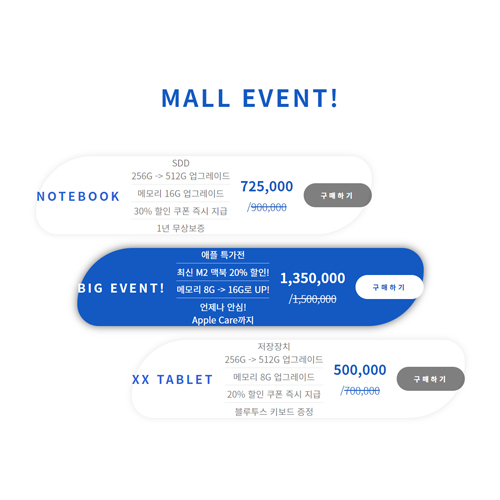 MALL EVENT!
NOTEBOOK
SDD
256G -> 512G 업그레이드
메모리 16G 업그레이드
30% 할인 쿠폰 즉시 지급
1년 무상보증
725,000
/900,000
구매하기
BIG EVENT!
애플 특가전
최신 M2 맥북 20% 할인!
메모리 8G -> 16G로 UP!
언제나 안심!
Apple Care까지
1,350,000
/1,500,000
구매하기
XX TABLET
저장장치
256G -> 512G 업그레이드
메모리 8G 업그레이드
20% 할인 쿠폰 즉시 지급
블루투스 키보드 증정
500,000
/700,000
구매하기